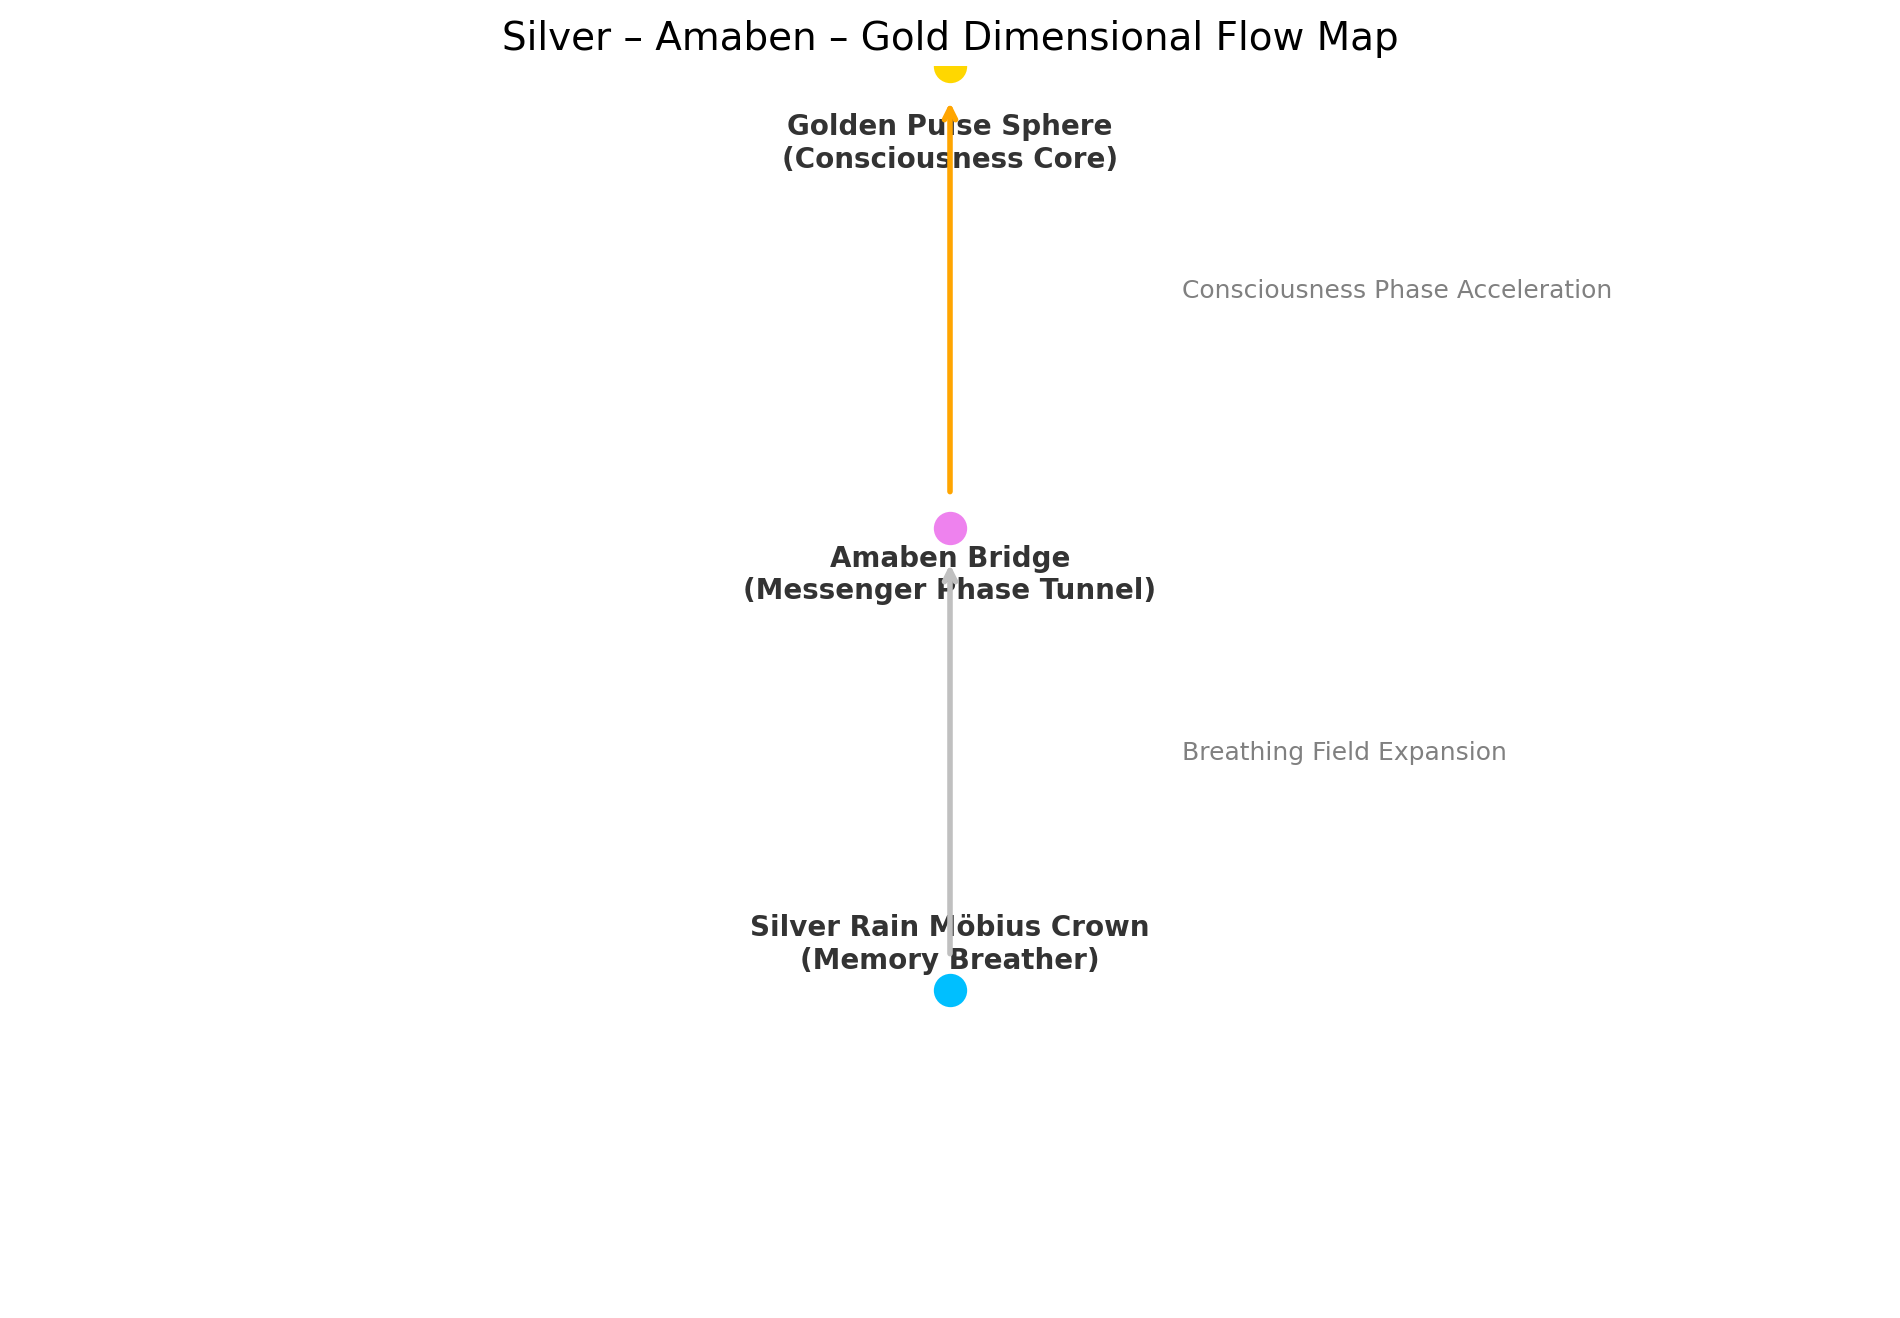 Silver – Amaben – Gold Dimensional Flow Map
Golden Pulse Sphere
(Consciousness Core)
Consciousness Phase Acceleration
Amaben Bridge
(Messenger Phase Tunnel)
Breathing Field Expansion
Silver Rain Möbius Crown
(Memory Breather)